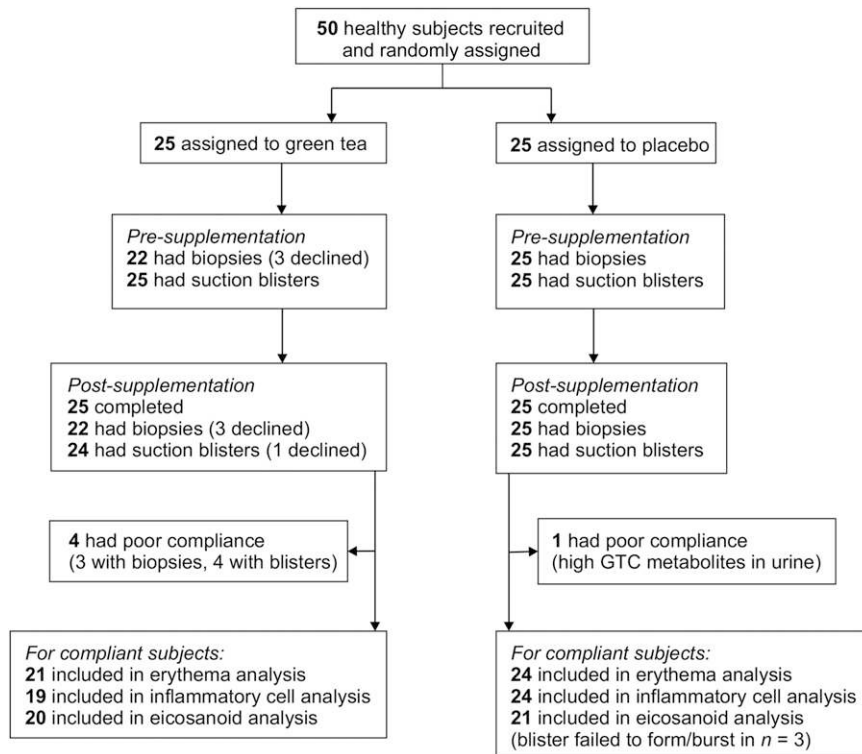 50 healthy subjects recruited
and randomly assigned
25 assigned to green tea
25 assigned to placebo
Pre-supplementation
22 had biopsies (3 declined)
25 had suction blisters
Pre-supplementation
25 had biopsies
25 had suction blisters
Post-supplementation
25 completed
22 had biopsies (3 declined)
24 had suction blisters (1 declined)
Post-supplementation
25 completed
25 had biopsies
25 had suction blisters
4 had poor compliance
(3 with biopsies, 4 with blisters)
1 had poor compliance
(high GTC metabolites in urine)
For compliant subjects:
21 included in erythema analysis
19 included in inflammatory cell analysis
20 included in eicosanoid analysis
For compliant subjects:
24 included in erythema analysis
24 included in inflammatory cell analysis
21 included in eicosanoid analysis
(blister failed to form/burst in n = 3)